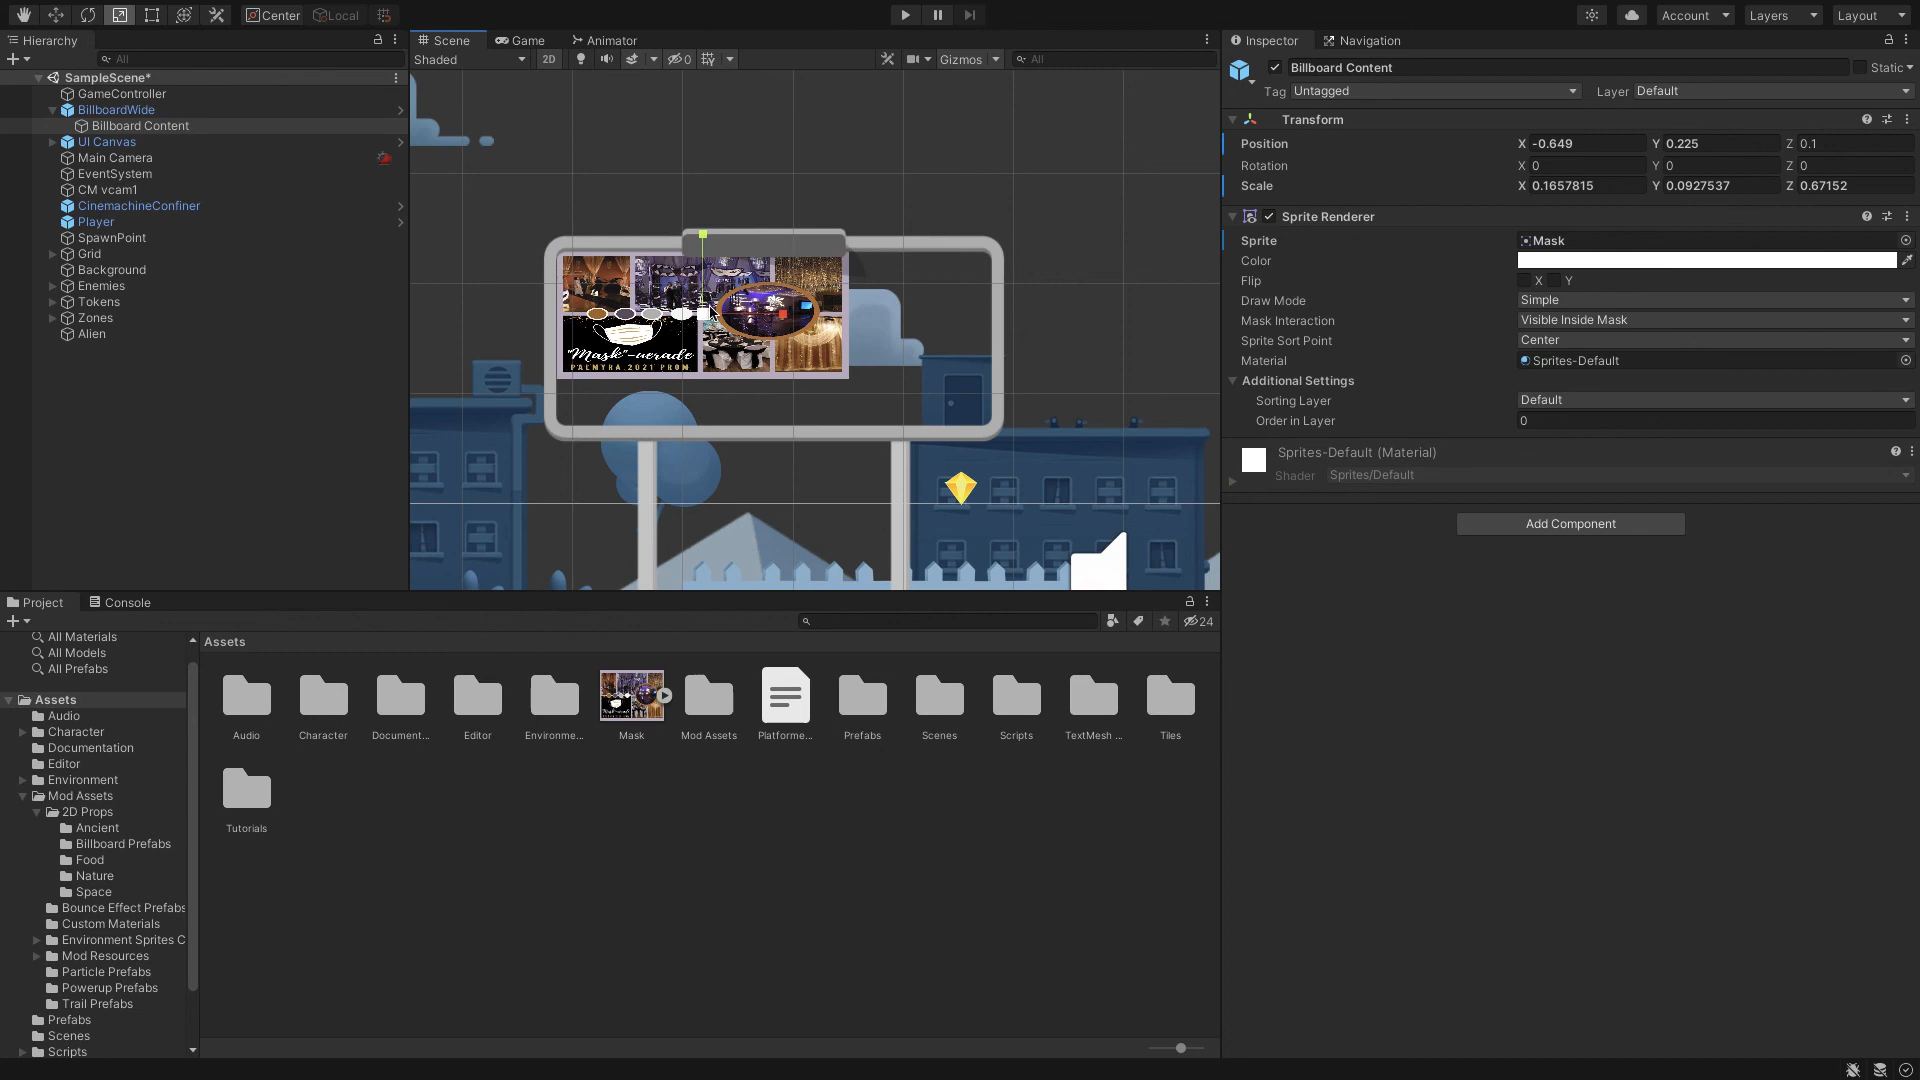 Center
Local
Account
Layers
Layout
Hierarchy
All
SampleScene*
GameController
BillboardWide
Billboard Content
UI Canvas
Main Camera
EventSystem
CM vcam1
CinemachineConfiner
Player
SpawnPoint
Grid
Background
Enemies
Tokens
Zones
Alien
Scene
Game
Animator
Shaded
2D
0
Gizmos
All
"Mask"-uerade
PALMYRA.2021 PROM
Inspector
Navigation
Billboard Content
Static
Tag Untagged
Layer Default
Transform
Position X -0.649 Y 0.225 Z 0.1
Rotation X 0 Y 0 Z 0
Scale X 0.1657815 Y 0.0927537 Z 0.67152
Sprite Renderer
Sprite Mask
Color
Flip X Y
Draw Mode Simple
Mask Interaction Visible Inside Mask
Sprite Sort Point Center
Material Sprites-Default
Additional Settings
Sorting Layer Default
Order in Layer 0
Sprites-Default (Material)
Shader Sprites/Default
Add Component
Project
Console
24
All Materials
All Models
All Prefabs
Assets
Audio
Character
Documentation
Editor
Environment
Mod Assets
2D Props
Ancient
Billboard Prefabs
Food
Nature
Space
Bounce Effect Prefabs
Custom Materials
Environment Sprites C
Mod Resources
Particle Prefabs
Powerup Prefabs
Trail Prefabs
Prefabs
Scenes
Scripts
Assets
Audio
Character
Document...
Editor
Environme...
Mask
Mod Assets
Platforme...
Prefabs
Scenes
Scripts
TextMesh ...
Tiles
Tutorials